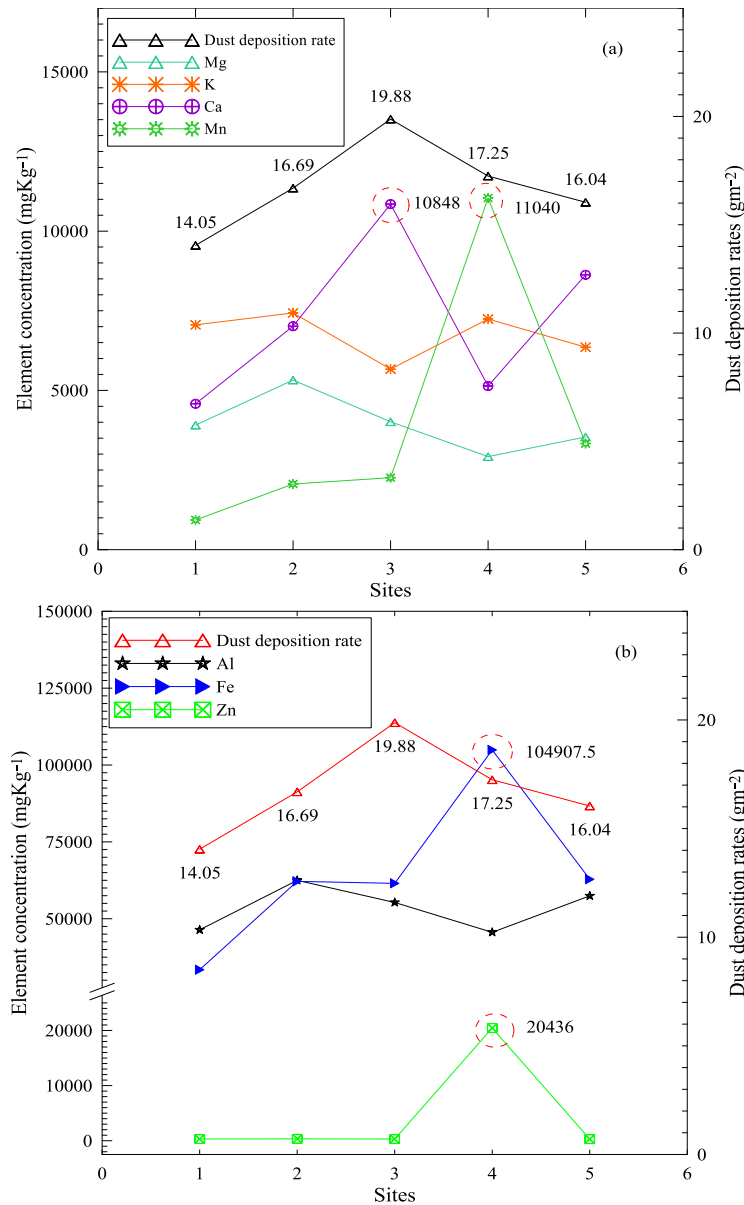 Dust deposition rate
Mg
K
Ca
Mn
(a)
15000
10000
5000
0
20
10
0
Element concentration (mgKg-1)
Dust deposition rates (gm-2)
14.05
16.69
19.88
17.25
16.04
10848
11040
0 1 2 3 4 5 6
Sites
Dust deposition rate
Al
Fe
Zn
(b)
150000
125000
100000
75000
50000
20000
10000
0
20
10
0
Element concentration (mgKg-1)
Dust deposition rates (gm-2)
14.05
16.69
19.88
17.25
16.04
104907.5
20436
0 1 2 3 4 5 6
Sites